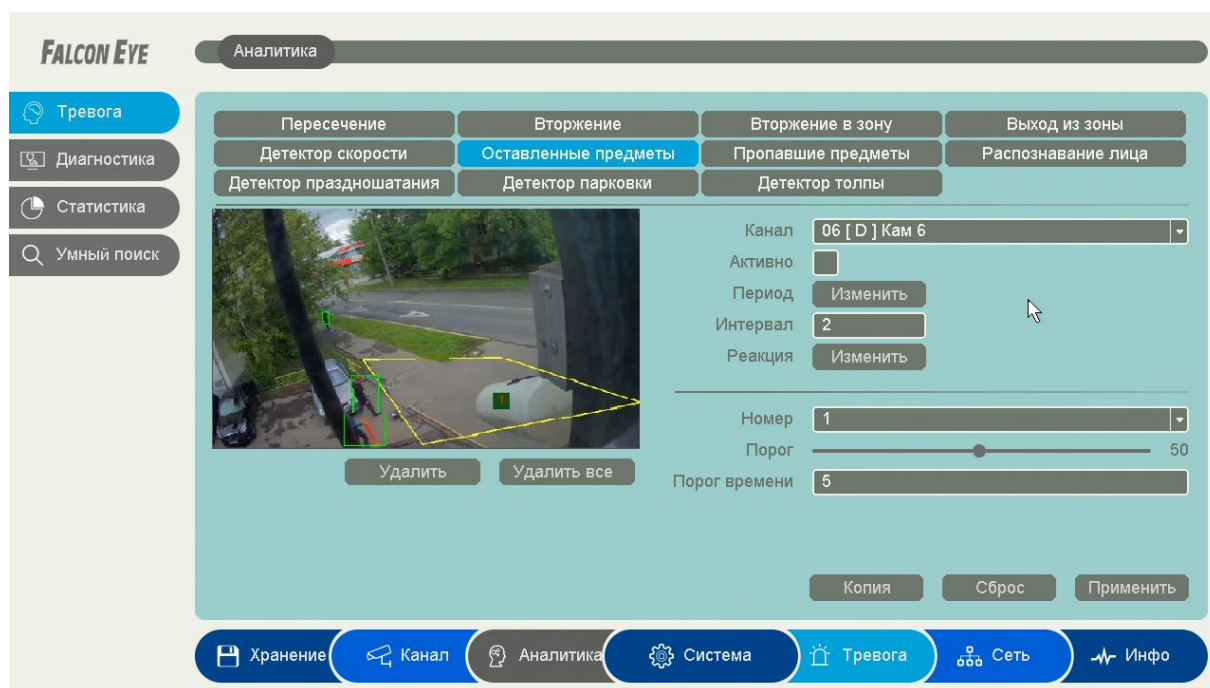 FALCON EYE
Аналитика
Тревога
Диагностика
Статистика
Умный поиск
Пересечение
Вторжение
Вторжение в зону
Выход из зоны
Детектор скорости
Оставленные предметы
Пропавшие предметы
Распознавание лица
Детектор праздношатания
Детектор парковки
Детектор толпы
Канал
06 [ D ] Кам 6
Активно
Период
Изменить
Интервал
2
Реакция
Изменить
1
Номер
1
Порог
50
Порог времени
5
Удалить
Удалить все
Копия
Сброс
Применить
Хранение
Канал
Аналитика
Система
Тревога
Сеть
Инфо